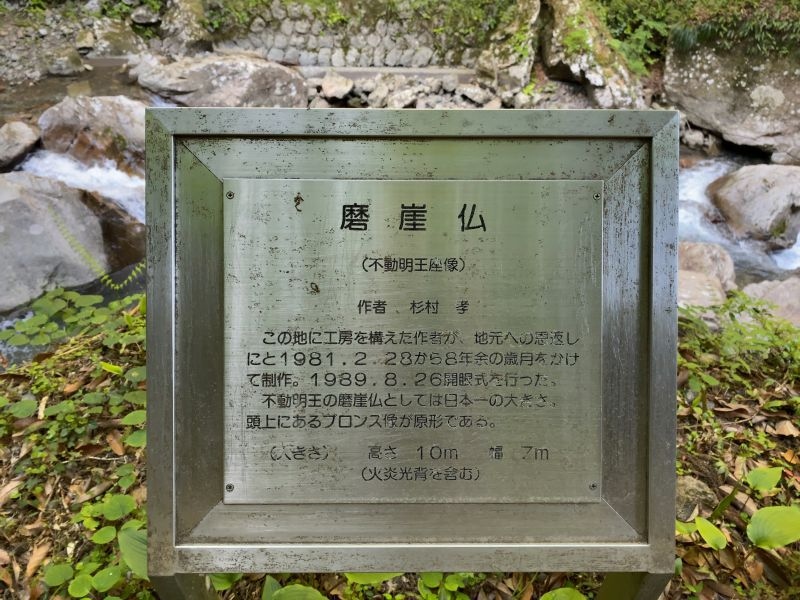 磨崖仏
(不動明王座像)
作者 杉村 孝
この地に工房を構えた作者が、地元への恩返し
にと1981.2.28から8年余の歳月をかけ
て制作。1989.8.26開眼式を行った。
不動明王の磨崖仏としては日本一の大きさ。
頭上にあるブロンズ像が原形である。
(大きさ) 高さ 10m 幅 7m
(火炎光背を含む)